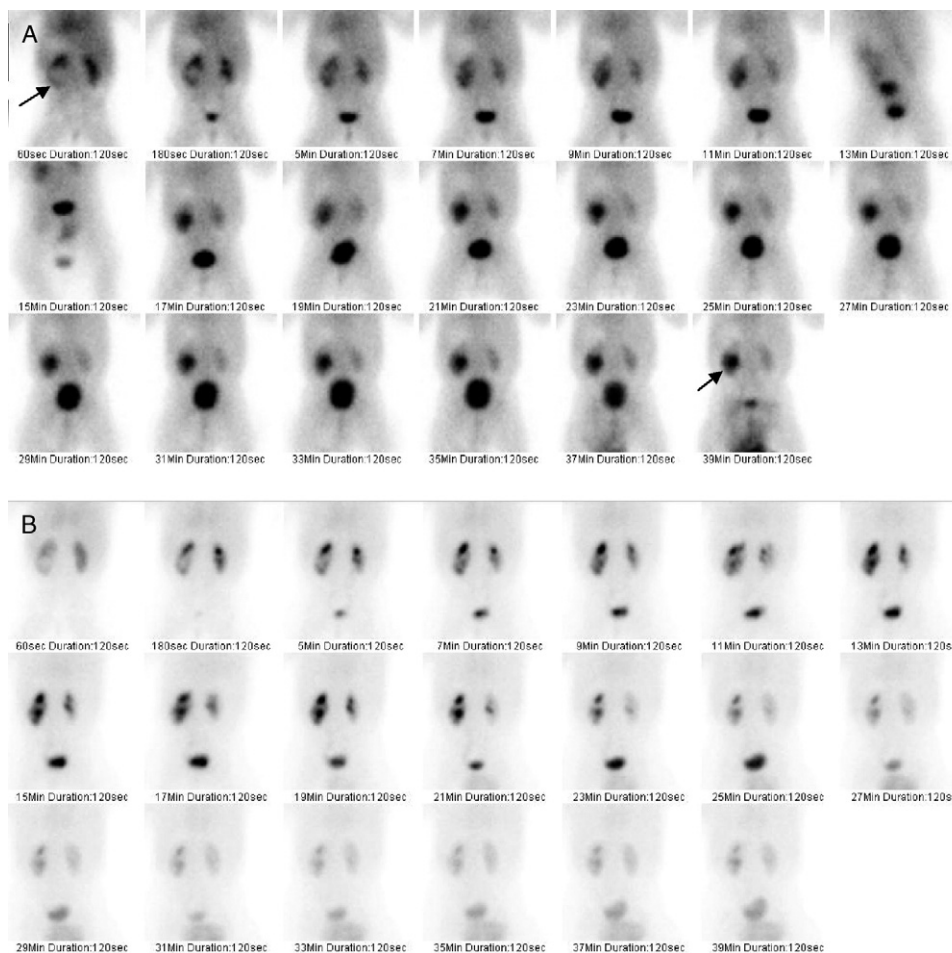 A
60sec Duration:120sec 180sec Duration:120sec 5Min Duration:120sec 7Min Duration:120sec 9Min Duration:120sec 11Min Duration:120sec 13Min Duration:120sec
15Min Duration:120sec 17Min Duration:120sec 19Min Duration:120sec 21Min Duration:120sec 23Min Duration:120sec 25Min Duration:120sec 27Min Duration:120sec
29Min Duration:120sec 31Min Duration:120sec 33Min Duration:120sec 35Min Duration:120sec 37Min Duration:120sec 39Min Duration:120sec
B
60sec Duration:120sec 180sec Duration:120sec 5Min Duration:120sec 7Min Duration:120sec 9Min Duration:120sec 11Min Duration:120sec 13Min Duration:120s
15Min Duration:120sec 17Min Duration:120sec 19Min Duration:120sec 21Min Duration:120sec 23Min Duration:120sec 25Min Duration:120sec 27Min Duration:120s
29Min Duration:120sec 31Min Duration:120sec 33Min Duration:120sec 35Min Duration:120sec 37Min Duration:120sec 39Min Duration:120sec